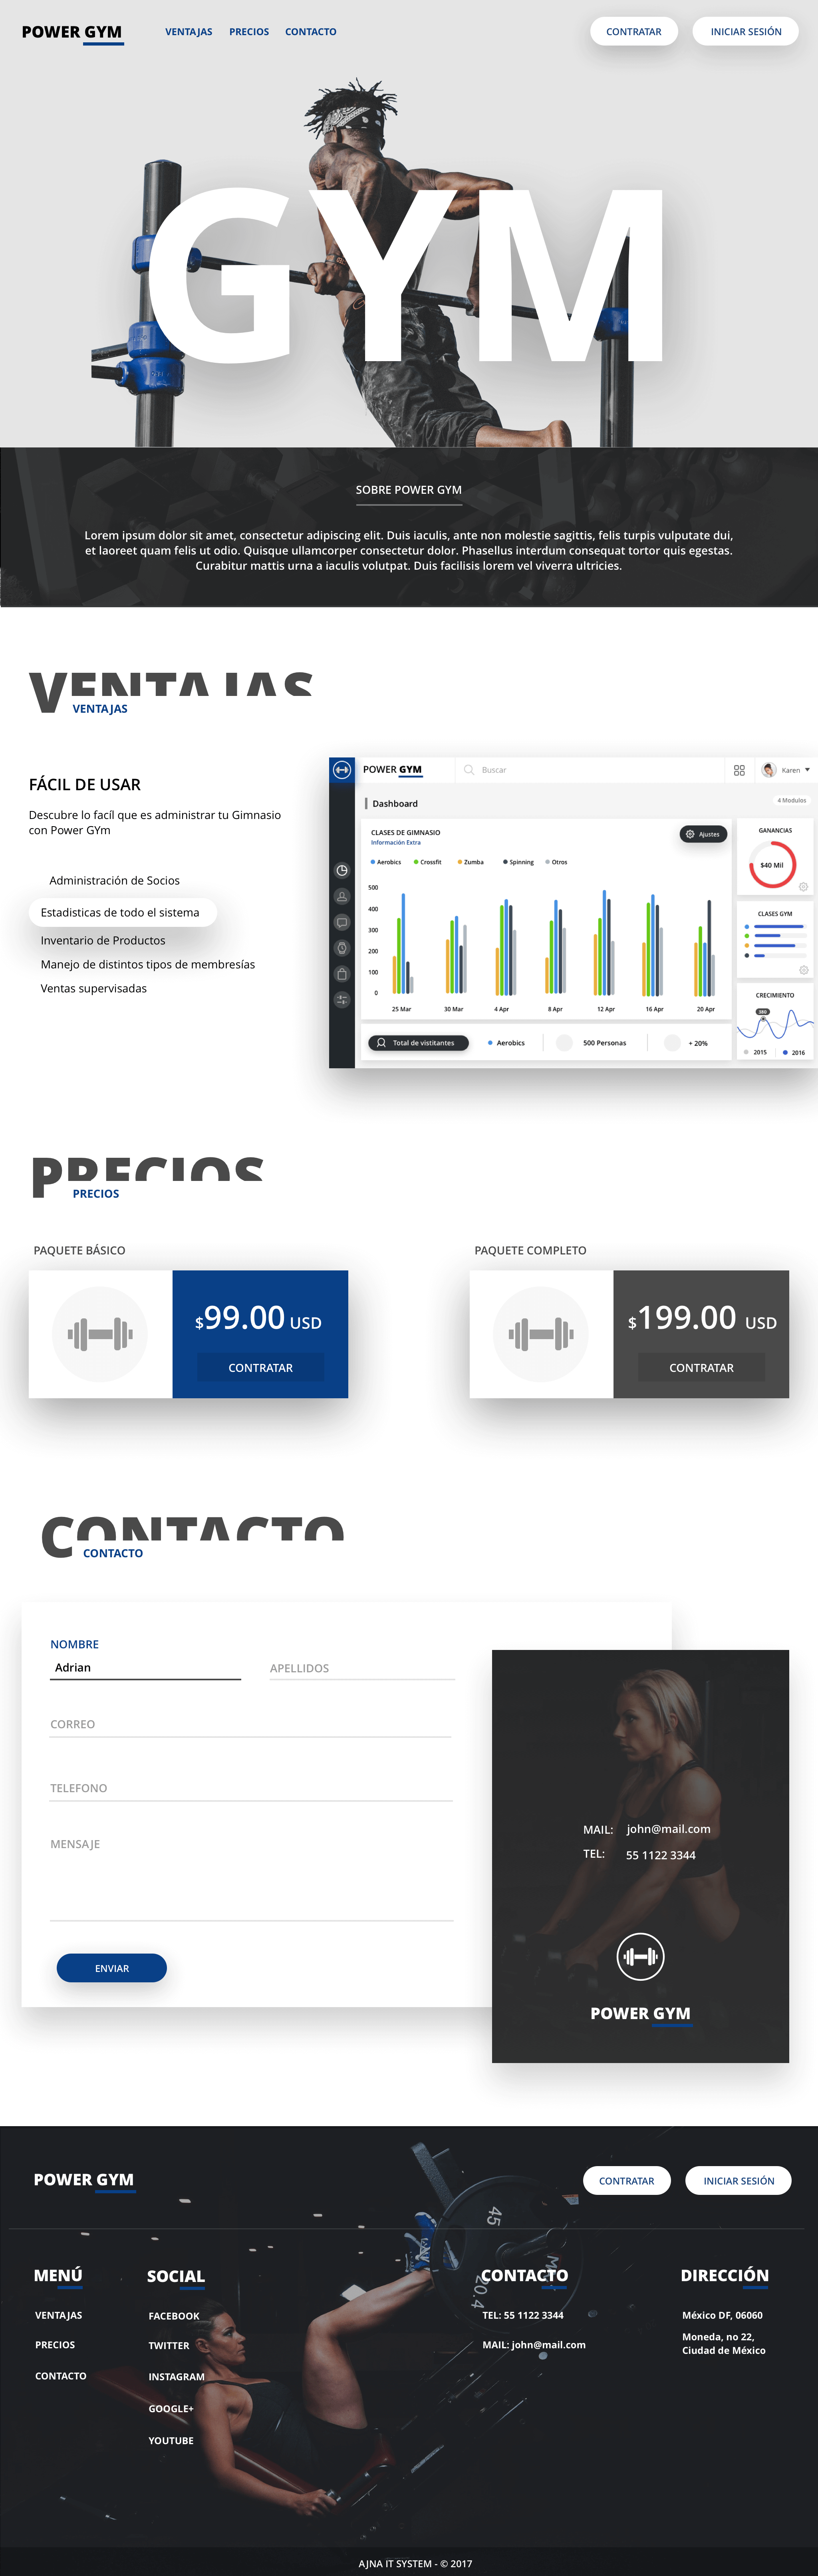 POWER GYM
VENTAJAS PRECIOS CONTACTO
CONTRATAR
INICIAR SESIÓN
GYM
SOBRE POWER GYM
Lorem ipsum dolor sit amet, consectetur adipiscing elit. Duis iaculis, ante non molestie sagittis, felis turpis vulputate dui,
et laoreet quam felis ut odio. Quisque ullamcorper consectetur dolor. Phasellus interdum consequat tortor quis egestas.
Curabitur mattis urna a iaculis volutpat. Duis facilisis lorem vel viverra ultricies.
VENTAJAS
VENTAJAS
FÁCIL DE USAR
Descubre lo facíl que es administrar tu Gimnasio
con Power GYm
Administración de Socios
Estadisticas de todo el sistema
Inventario de Productos
Manejo de distintos tipos de membresías
Ventas supervisadas
POWER GYM
Buscar
Karen
Dashboard
4 Modulos
CLASES DE GIMNASIO
Información Extra
Ajustes
Aerobics Crossfit Zumba Spinning Otros
500
400
300
200
100
0
25 Mar 30 Mar 4 Apr 8 Apr 12 Apr 16 Apr 20 Apr
Total de vistitantes
Aerobics
500 Personas
+ 20%
GANANCIAS
$40 Mil
CLASES GYM
CRECIMIENTO
380
2015 2016
PRECIOS
PRECIOS
PAQUETE BÁSICO
$99.00 USD
CONTRATAR
PAQUETE COMPLETO
$199.00 USD
CONTRATAR
CONTACTO
CONTACTO
NOMBRE
Adrian
APELLIDOS
CORREO
TELEFONO
MENSAJE
ENVIAR
MAIL: john@mail.com
TEL: 55 1122 3344
POWER GYM
POWER GYM
CONTRATAR
INICIAR SESIÓN
45
20.4
MENÚ
VENTAJAS
PRECIOS
CONTACTO
SOCIAL
FACEBOOK
TWITTER
INSTAGRAM
GOOGLE+
YOUTUBE
CONTACTO
TEL: 55 1122 3344
MAIL: john@mail.com
DIRECCIÓN
México DF, 06060
Moneda, no 22,
Ciudad de México
AJNA IT SYSTEM - © 2017